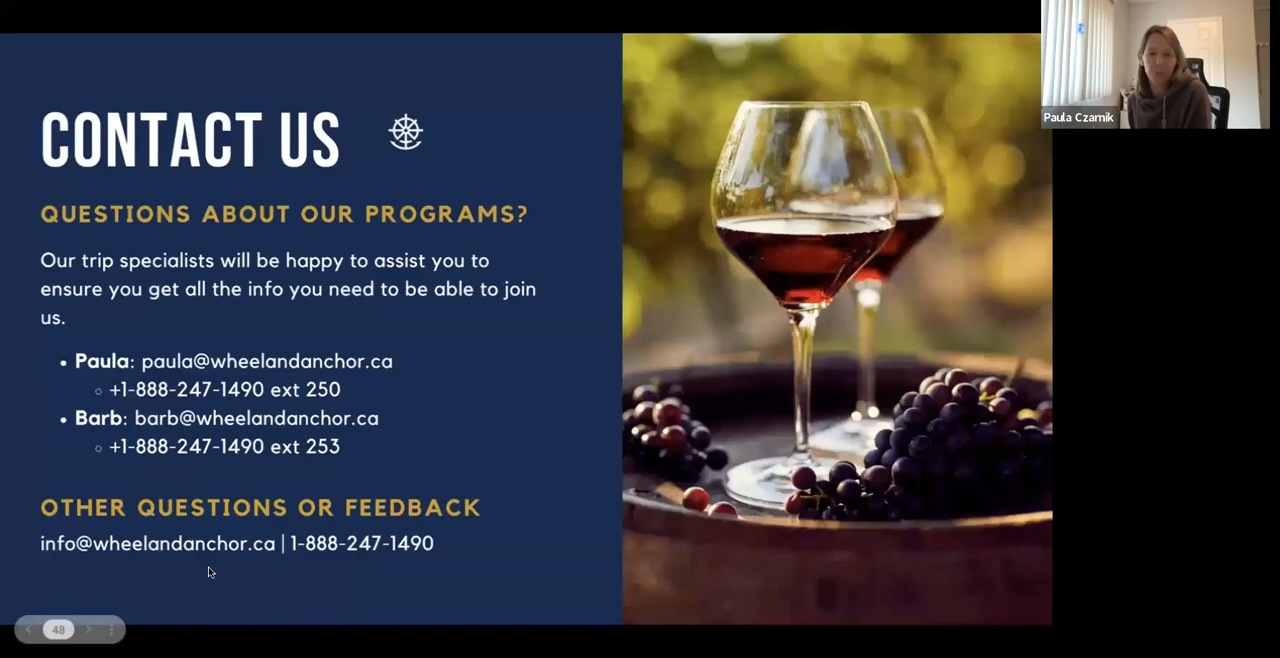 CONTACT US
QUESTIONS ABOUT OUR PROGRAMS?
Our trip specialists will be happy to assist you to
ensure you get all the info you need to be able to join
us.
• Paula: paula@wheelandanchor.ca
◦ +1-888-247-1490 ext 250
• Barb: barb@wheelandanchor.ca
◦ +1-888-247-1490 ext 253
OTHER QUESTIONS OR FEEDBACK
info@wheelandanchor.ca | 1-888-247-1490
48
Paula Czarnik